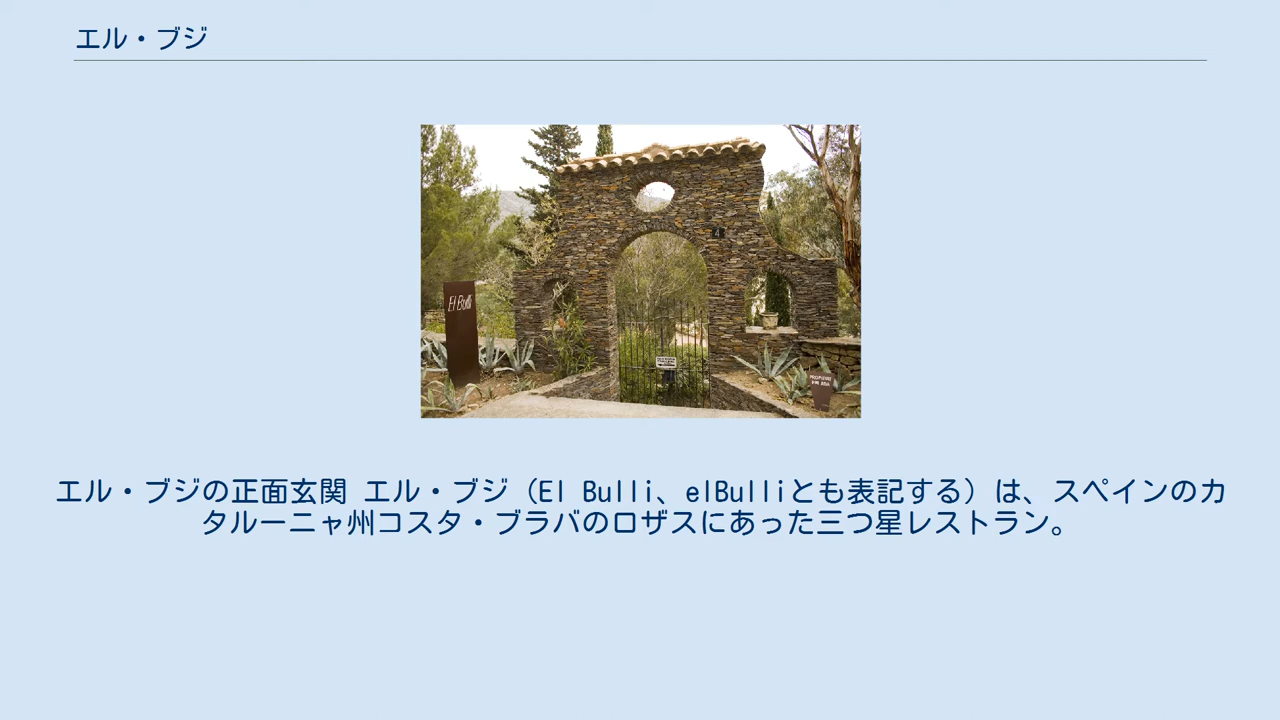 エル・ブジ
4
El Bulli
エル・ブジの正面玄関 エル・ブジ（El Bulli、elBulliとも表記する）は、スペインのカ
タルーニャ州コスタ・ブラバのロザスにあった三つ星レストラン。